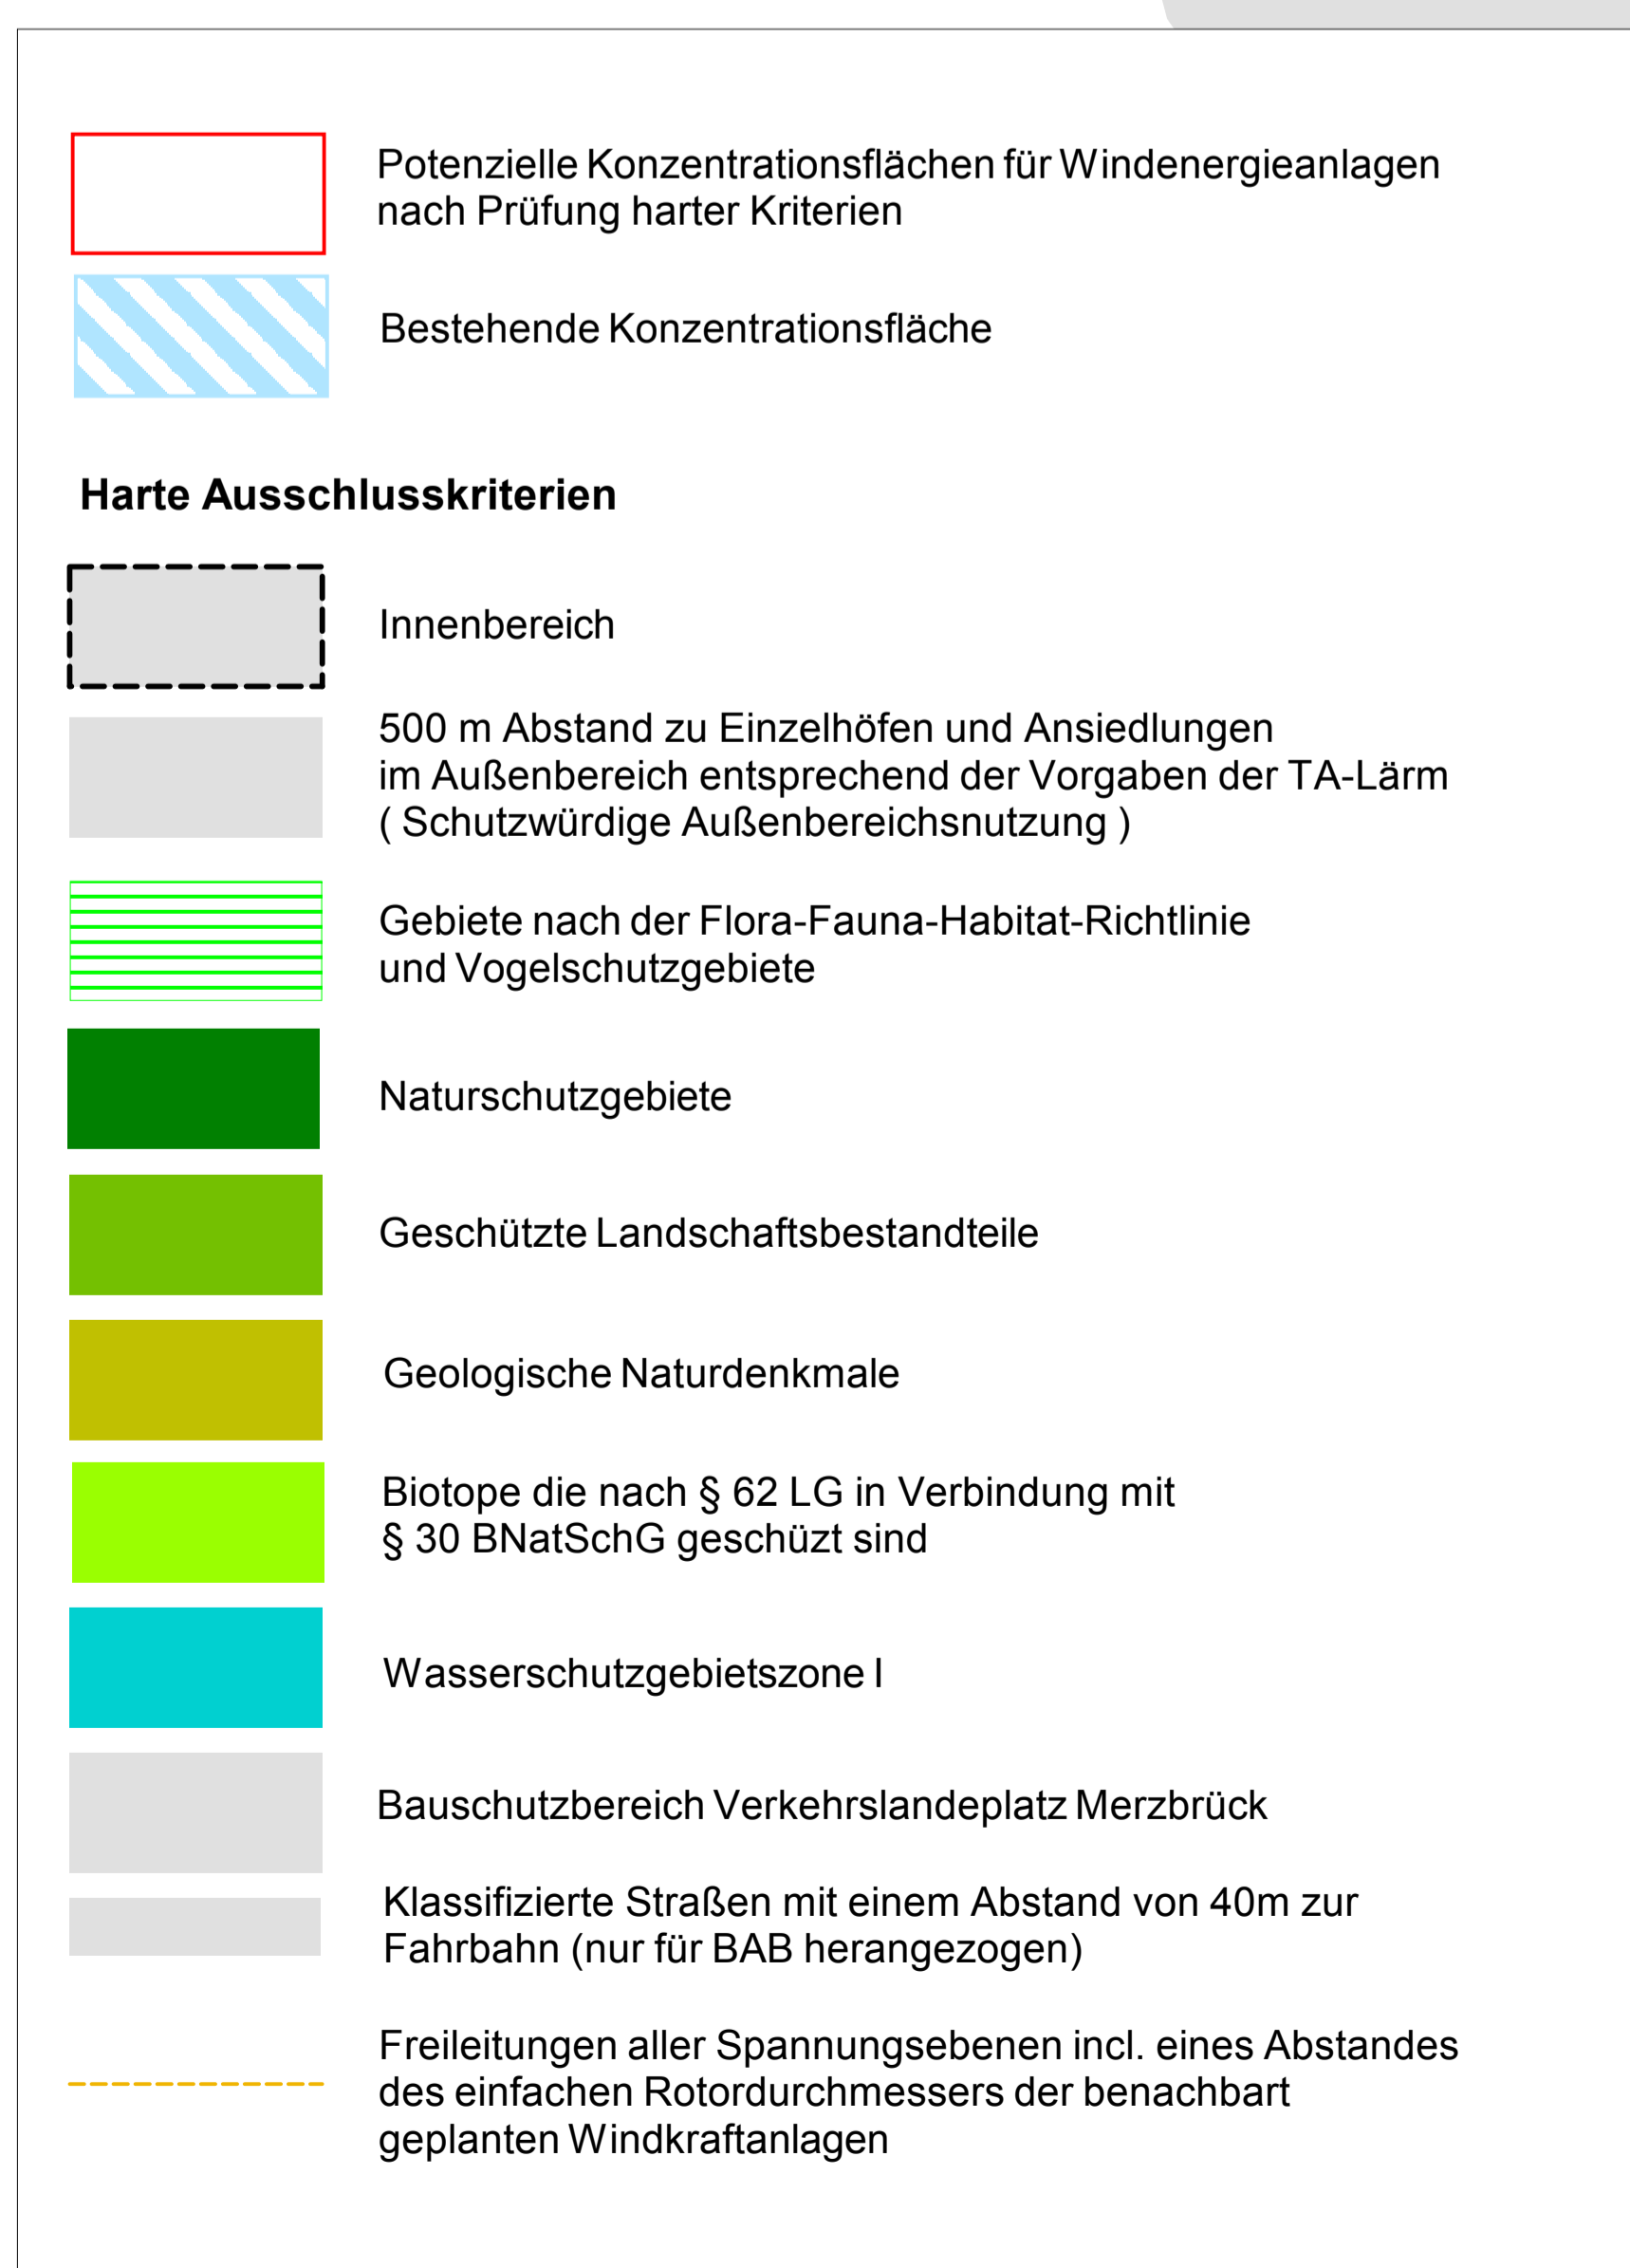 Potenzielle Konzentrationsflächen für Windenergieanlagen
nach Prüfung harter Kriterien
Bestehende Konzentrationsfläche
Harte Ausschlusskriterien
Innenbereich
500 m Abstand zu Einzelhöfen und Ansiedlungen
im Außenbereich entsprechend der Vorgaben der TA-Lärm
( Schutzwürdige Außenbereichsnutzung )
Gebiete nach der Flora-Fauna-Habitat-Richtlinie
und Vogelschutzgebiete
Naturschutzgebiete
Geschützte Landschaftsbestandteile
Geologische Naturdenkmale
Biotope die nach § 62 LG in Verbindung mit
§ 30 BNatSchG geschüzt sind
Wasserschutzgebietszone I
Bauschutzbereich Verkehrslandeplatz Merzbrück
Klassifizierte Straßen mit einem Abstand von 40m zur
Fahrbahn (nur für BAB herangezogen)
Freileitungen aller Spannungsebenen incl. eines Abstandes
des einfachen Rotordurchmessers der benachbart
geplanten Windkraftanlagen